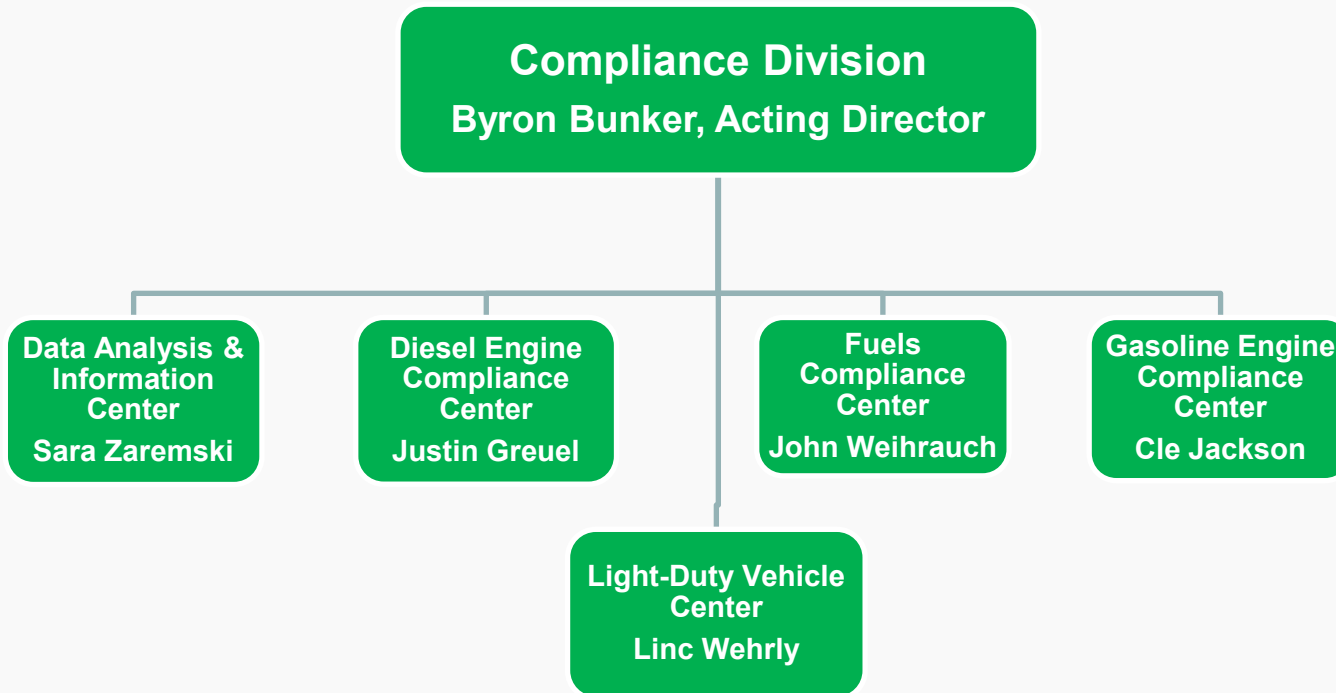 Compliance Division
Byron Bunker, Acting Director
Data Analysis &
Information
Center
Sara Zaremski
Diesel Engine
Compliance
Center
Justin Greuel
Fuels
Compliance
Center
John Weihrauch
Gasoline Engine
Compliance
Center
Cle Jackson
Light-Duty Vehicle
Center
Linc Wehrly